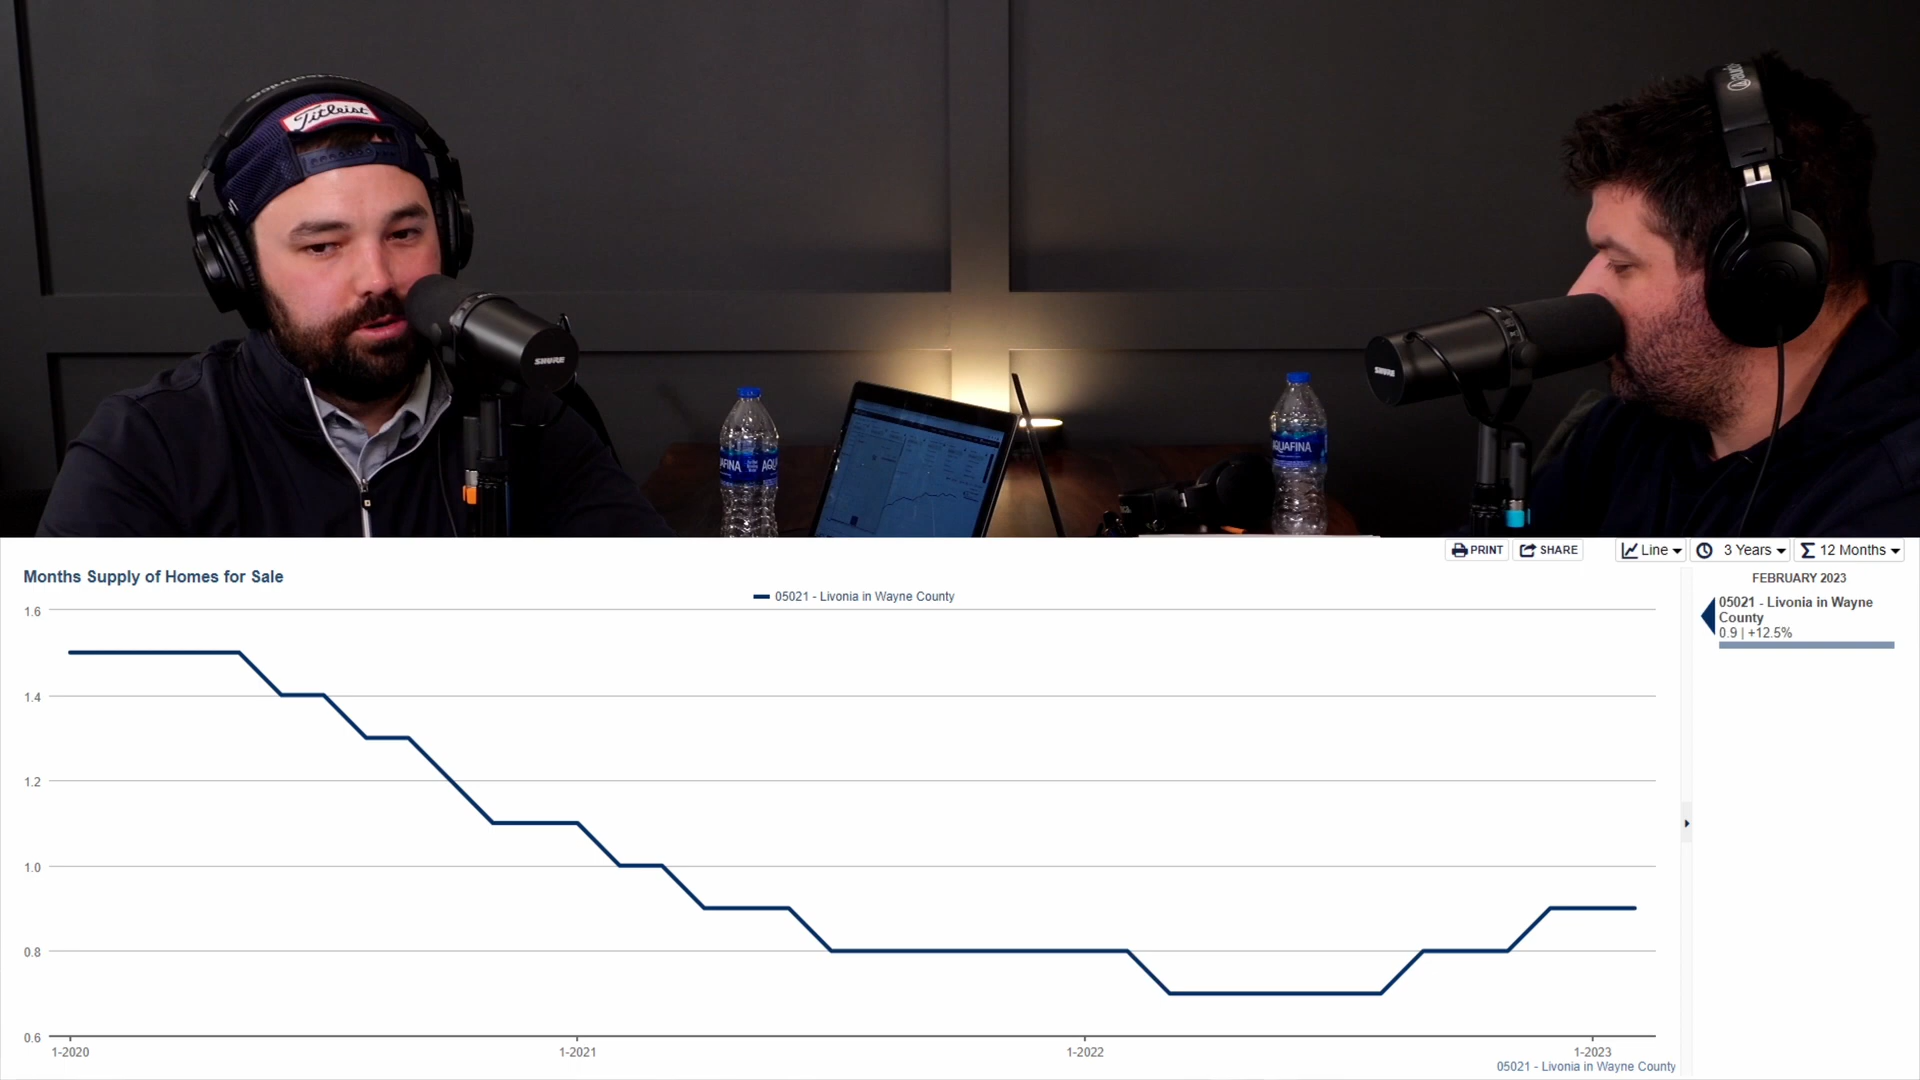 Titleist
SHURE
SHURE
AFINA
AQU
QUAFINA
PRINT
SHARE
Line
3 Years
12 Months
Months Supply of Homes for Sale
05021 - Livonia in Wayne County
FEBRUARY 2023
05021 - Livonia in Wayne
County
0.9 | +12.5%
1.6
1.4
1.2
1.0
0.8
0.6
1-2020
1-2021
1-2022
1-2023
05021 - Livonia in Wayne County